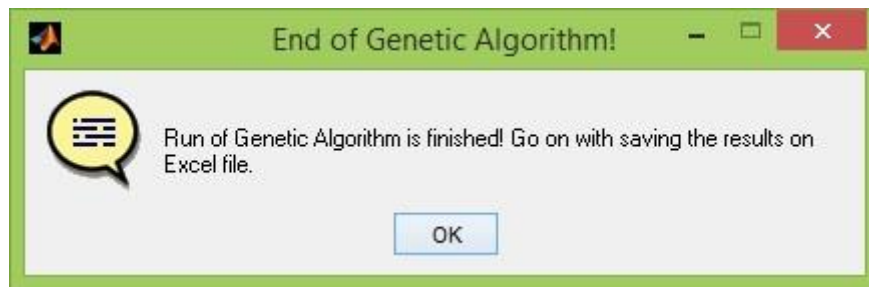 End of Genetic Algorithm!
Run of Genetic Algorithm is finished! Go on with saving the results on
Excel file.
OK